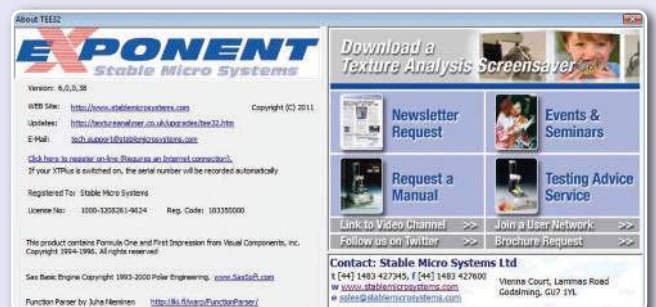 About TEE32
EXPONENT
Stable Micro Systems
Version: 6,0,0,38
WEB Site: http://www.stablemicrosystems.com Copyright (C) 2011
Updates: http://textureanalyser.co.uk/upgrades/tee32.htm
E-Mail: tech.support@stablemicrosystems.com
Click here to register on-line (Requires an Internet connection).
If your XTPlus is switched on, the serial number will be recorded automatically
Registered To: Stable Micro Systems
License No: 1000-3208261-9624 Reg. Code: 103350000
This product contains Formula One and First Impression from Visual Components, Inc.
Copyright 1994-1996. All rights reserved
Sax Basic Engine Copyright 1993-2000 Polar Engineering. www.SaxSoft.com
Function Parser by Juha Nieminen http://iki.fi/warp/FunctionParser/
Download a
Texture Analysis Screensaver
Newsletter
Request
Events &
Seminars
Request a
Manual
Testing Advice
Service
Link to Video Channel >>
Join a User Network >>
Follow us on Twitter >>
Brochure Request >>
Contact: Stable Micro Systems Ltd
t [44] 1483 427345, f [44] 1483 427600
w www.stablemicrosystems.com
e sales@stablemicrosystems.com
Vienna Court, Lammas Road
Godalming, GU7 1YL